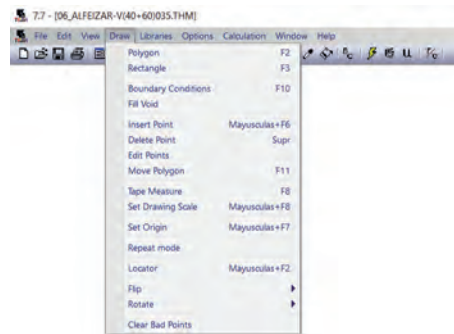 7.7 - [06_ALFEIZAR-V(40+60)035.THM]
File Edit View Draw Libraries Options Calculation Window Help
Polygon F2
Rectangle F3
Boundary Conditions F10
Fill Void
Insert Point Mayusculas+F6
Delete Point Supr
Edit Points
Move Polygon F11
Tape Measure F8
Set Drawing Scale Mayusculas+F8
Set Origin Mayusculas+F7
Repeat mode
Locator Mayusculas+F2
Flip
Rotate
Clear Bad Points